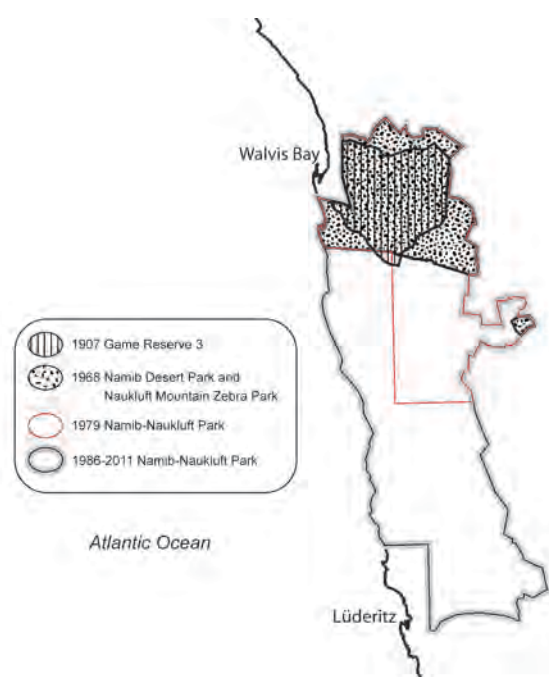 Walvis Bay
1907 Game Reserve 3
1968 Namib Desert Park and
Naukluft Mountain Zebra Park
1979 Namib-Naukluft Park
1986-2011 Namib-Naukluft Park
Atlantic Ocean
Lüderitz